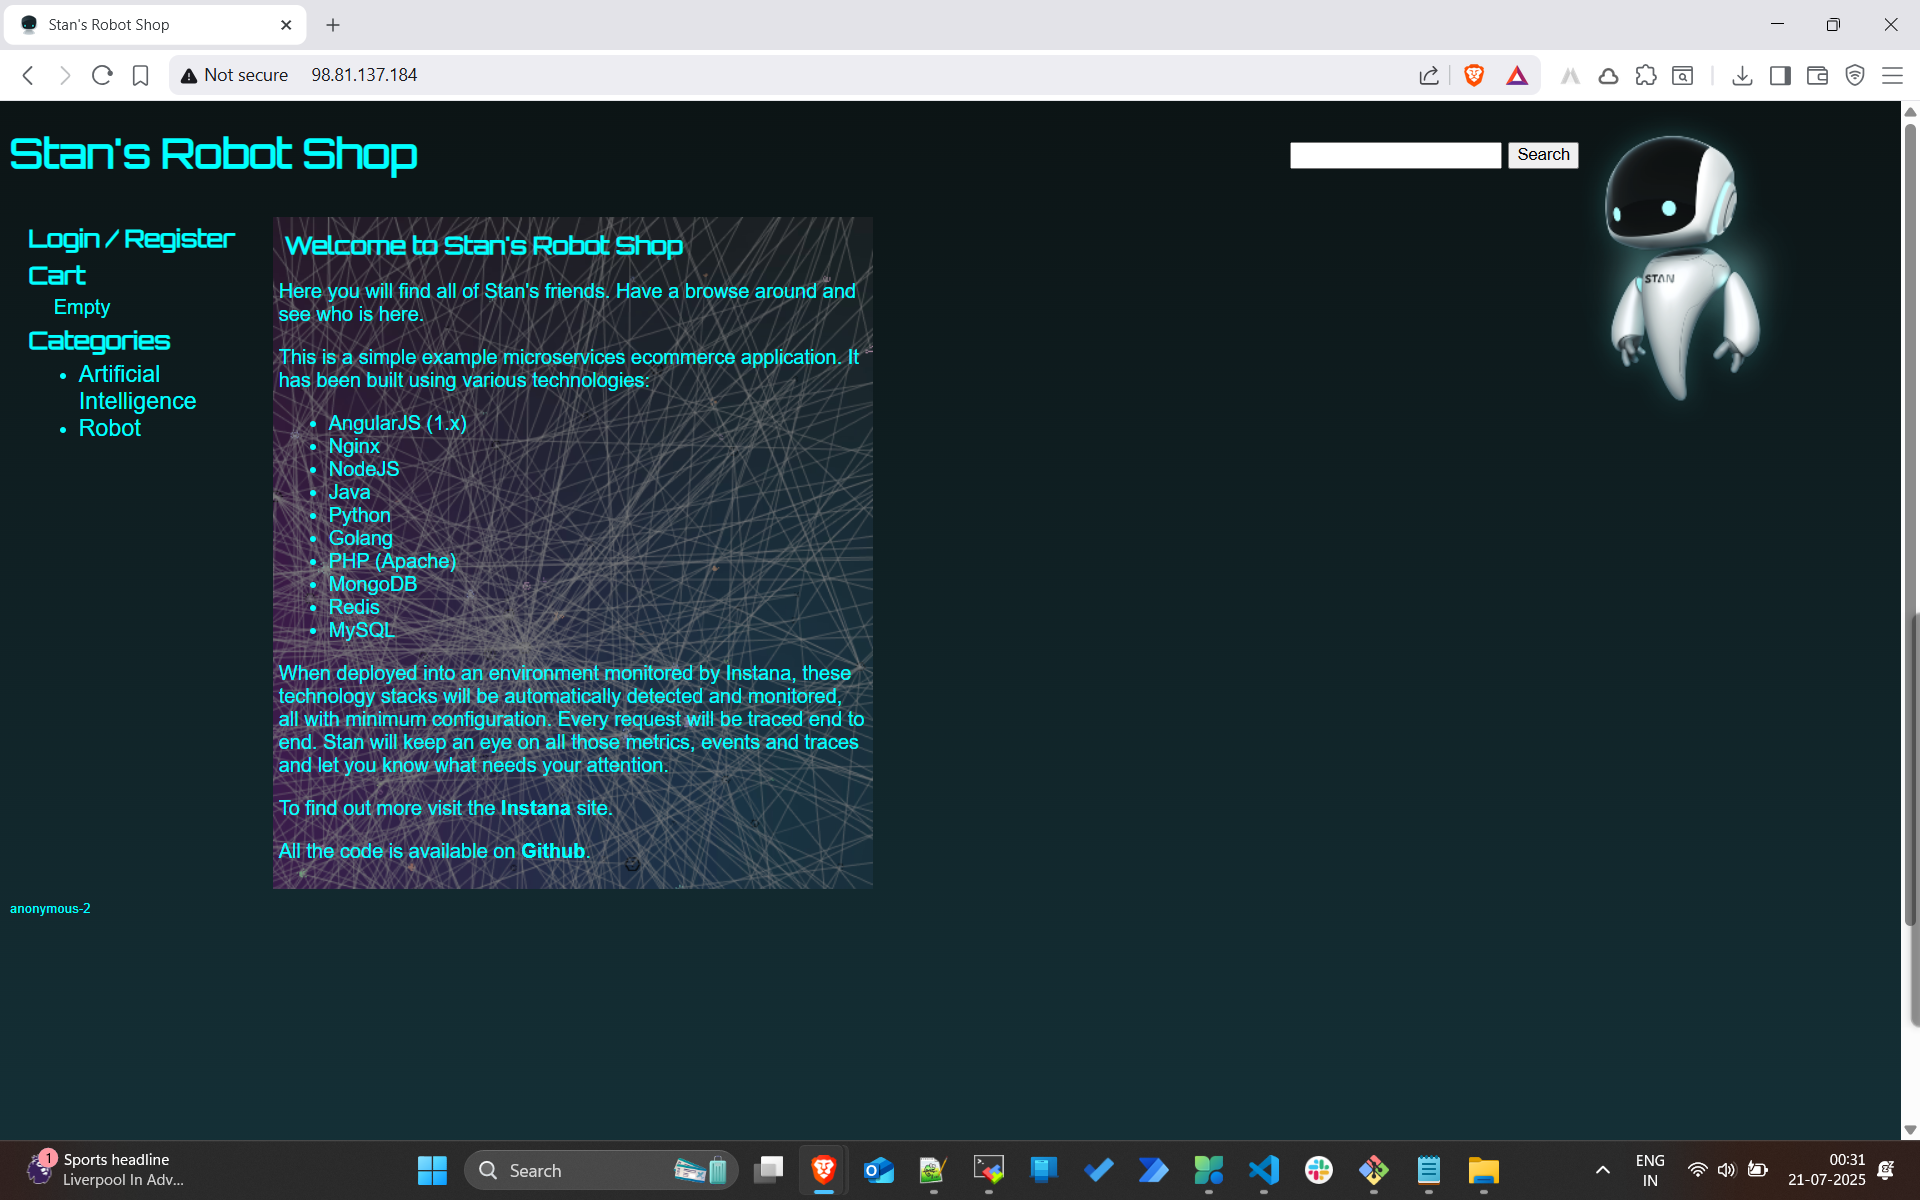 Stan's Robot Shop
Not secure
98.81.137.184
Stan's Robot Shop
Search
STAN
Login / Register
Cart
Empty
Categories
Artificial
Intelligence
Robot
Welcome to Stan's Robot Shop
Here you will find all of Stan's friends. Have a browse around and
see who is here.
This is a simple example microservices ecommerce application. It
has been built using various technologies:
AngularJS (1.x)
Nginx
NodeJS
Java
Python
Golang
PHP (Apache)
MongoDB
Redis
MySQL
When deployed into an environment monitored by Instana, these
technology stacks will be automatically detected and monitored,
all with minimum configuration. Every request will be traced end to
end. Stan will keep an eye on all those metrics, events and traces
and let you know what needs your attention.
To find out more visit the Instana site.
All the code is available on Github.
anonymous-2
1
Sports headline
Liverpool In Adv...
Search
ENG
IN
00:31
21-07-2025